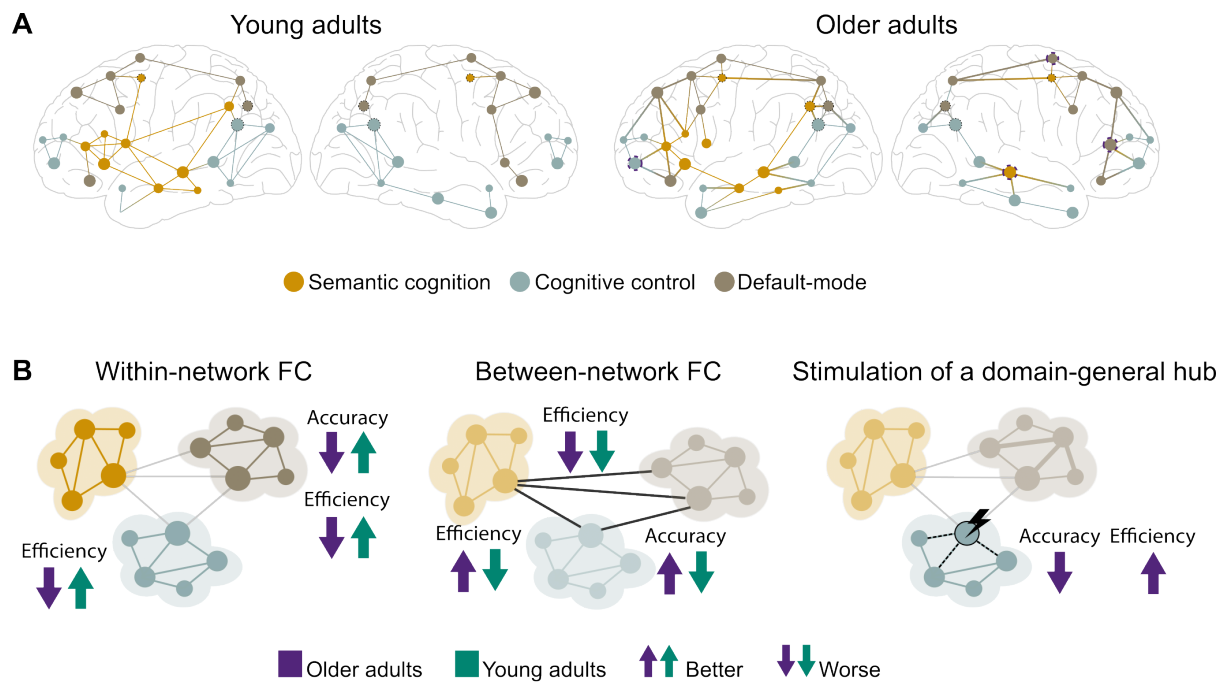 A
Young adults
Older adults
Semantic cognition
Cognitive control
Default-mode
B
Within-network FC
Between-network FC
Stimulation of a domain-general hub
Accuracy
Efficiency
Efficiency
Efficiency
Efficiency
Accuracy
Accuracy
Efficiency
Older adults
Young adults
Better
Worse